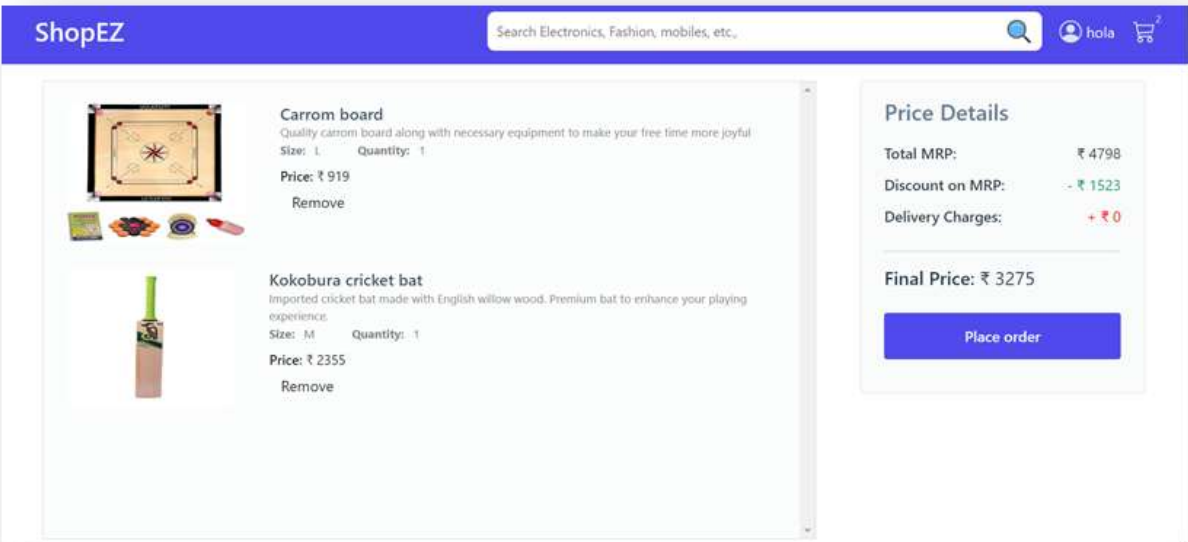 ShopEZ
Search Electronics, Fashion, mobiles, etc.,
hola
2
Carrom board
Quality carrom board along with necessary equipment to make your free time more joyful
Size: L Quantity: 1
Price: ₹ 919
Remove
Kokobura cricket bat
Imported cricket bat made with English willow wood. Premium bat to enhance your playing
experience.
Size: M Quantity: 1
Price: ₹ 2355
Remove
Price Details
Total MRP: ₹ 4798
Discount on MRP: - ₹ 1523
Delivery Charges: + ₹ 0
Final Price: ₹ 3275
Place order